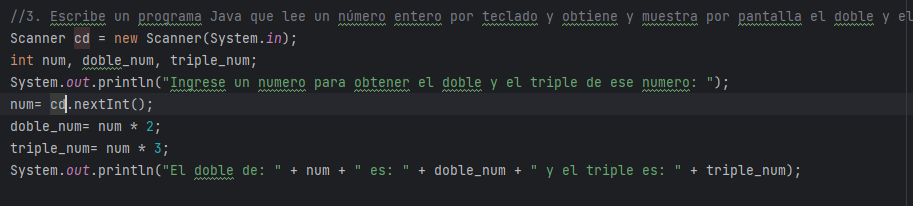 //3. Escribe un programa Java que lee un número entero por teclado y obtiene y muestra por pantalla el doble y el
Scanner cd = new Scanner(System.in);
int num, doble_num, triple_num;
System.out.println("Ingrese un numero para obtener el doble y el triple de ese numero: ");
num= cd.nextInt();
doble_num= num * 2;
triple_num= num * 3;
System.out.println("El doble de: " + num + " es: " + doble_num + " y el triple es: " + triple_num);